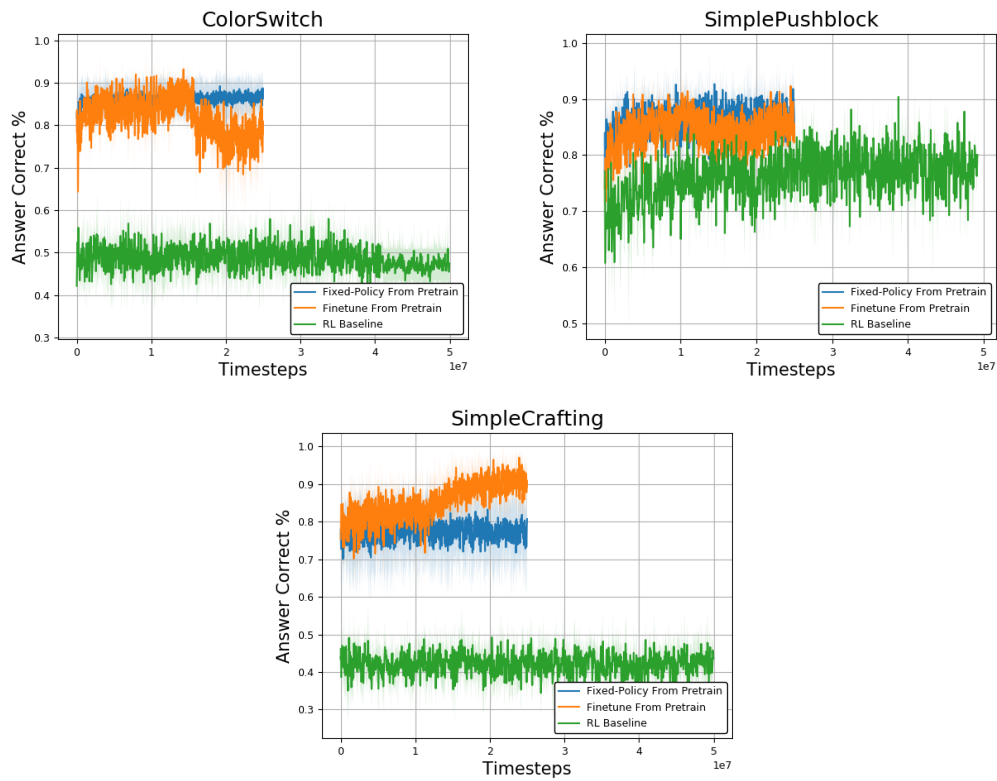 ColorSwitch
1.0
0.9
0.8
0.7
0.6
0.5
0.4
0.3
Answer Correct %
Fixed-Policy From Pretrain
Finetune From Pretrain
RL Baseline
0 1 2 3 4 5
1e7
Timesteps
SimplePushblock
1.0
0.9
0.8
0.7
0.6
0.5
Answer Correct %
Fixed-Policy From Pretrain
Finetune From Pretrain
RL Baseline
0 1 2 3 4 5
1e7
Timesteps
SimpleCrafting
1.0
0.9
0.8
0.7
0.6
0.5
0.4
0.3
Answer Correct %
Fixed-Policy From Pretrain
Finetune From Pretrain
RL Baseline
0 1 2 3 4 5
1e7
Timesteps